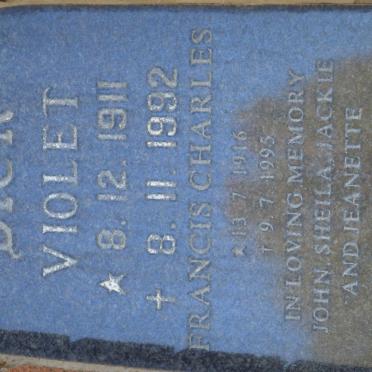 VIOLET
★ 8. 12. 1911
† 8. 11. 1992
FRANCIS CHARLES
★ 13. 7. 1916
† 9. 7. 1995
IN LOVING MEMORY
JOHN, SHEILA, JACKIE
AND JEANETTE